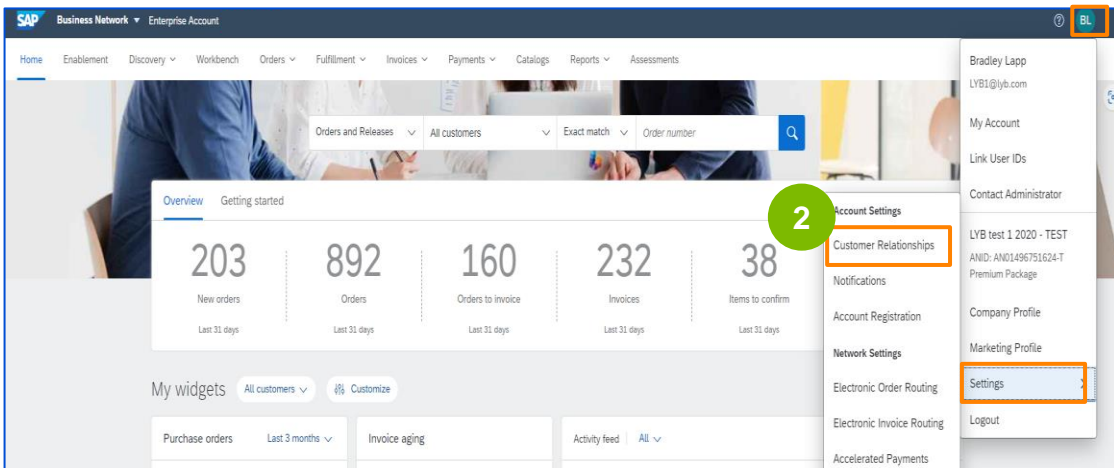 SAP Business Network Enterprise Account BL
Home Enablement Discovery Workbench Orders Fulfillment Invoices Payments Catalogs Reports Assessments
Orders and Releases All customers Exact match Order number
Overview Getting started
203 892 160 232 38
New orders Orders Orders to invoice Invoices Items to confirm
Last 31 days Last 31 days Last 31 days Last 31 days Last 31 days
My widgets All customers Customize
Purchase orders Last 3 months Invoice aging Activity feed All
2
Account Settings
Customer Relationships
Notifications
Account Registration
Network Settings
Electronic Order Routing
Electronic Invoice Routing
Accelerated Payments
Bradley Lapp
LYB1@lyb.com
My Account
Link User IDs
Contact Administrator
LYB test 1 2020 - TEST
ANID: AN01496751624-T
Premium Package
Company Profile
Marketing Profile
Settings
Logout